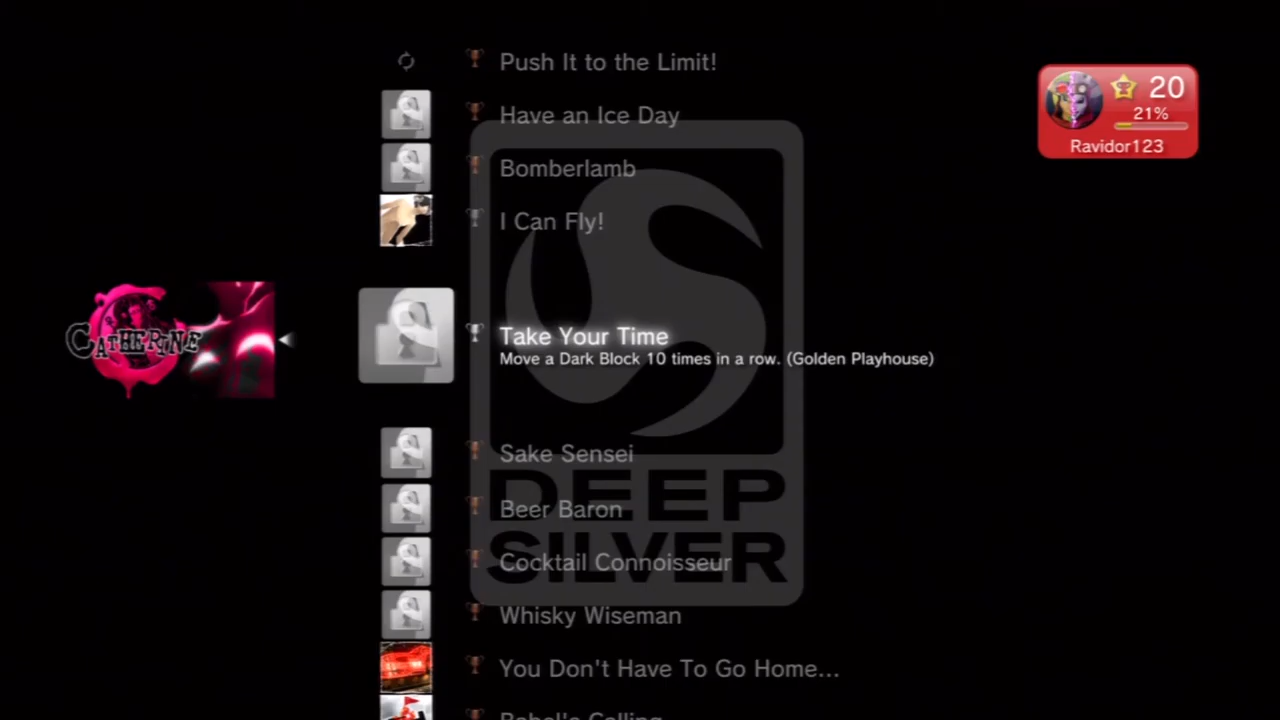 Push It to the Limit!
Have an Ice Day
20
21%
Ravidor123
Bomberlamb
I Can Fly!
CATHERINE
Take Your Time
Move a Dark Block 10 times in a row. (Golden Playhouse)
Sake Sensei
DEEP
Beer Baron
SILVER
Cocktail Connoisseur
Whisky Wiseman
You Don't Have To Go Home...
Babel's Calling